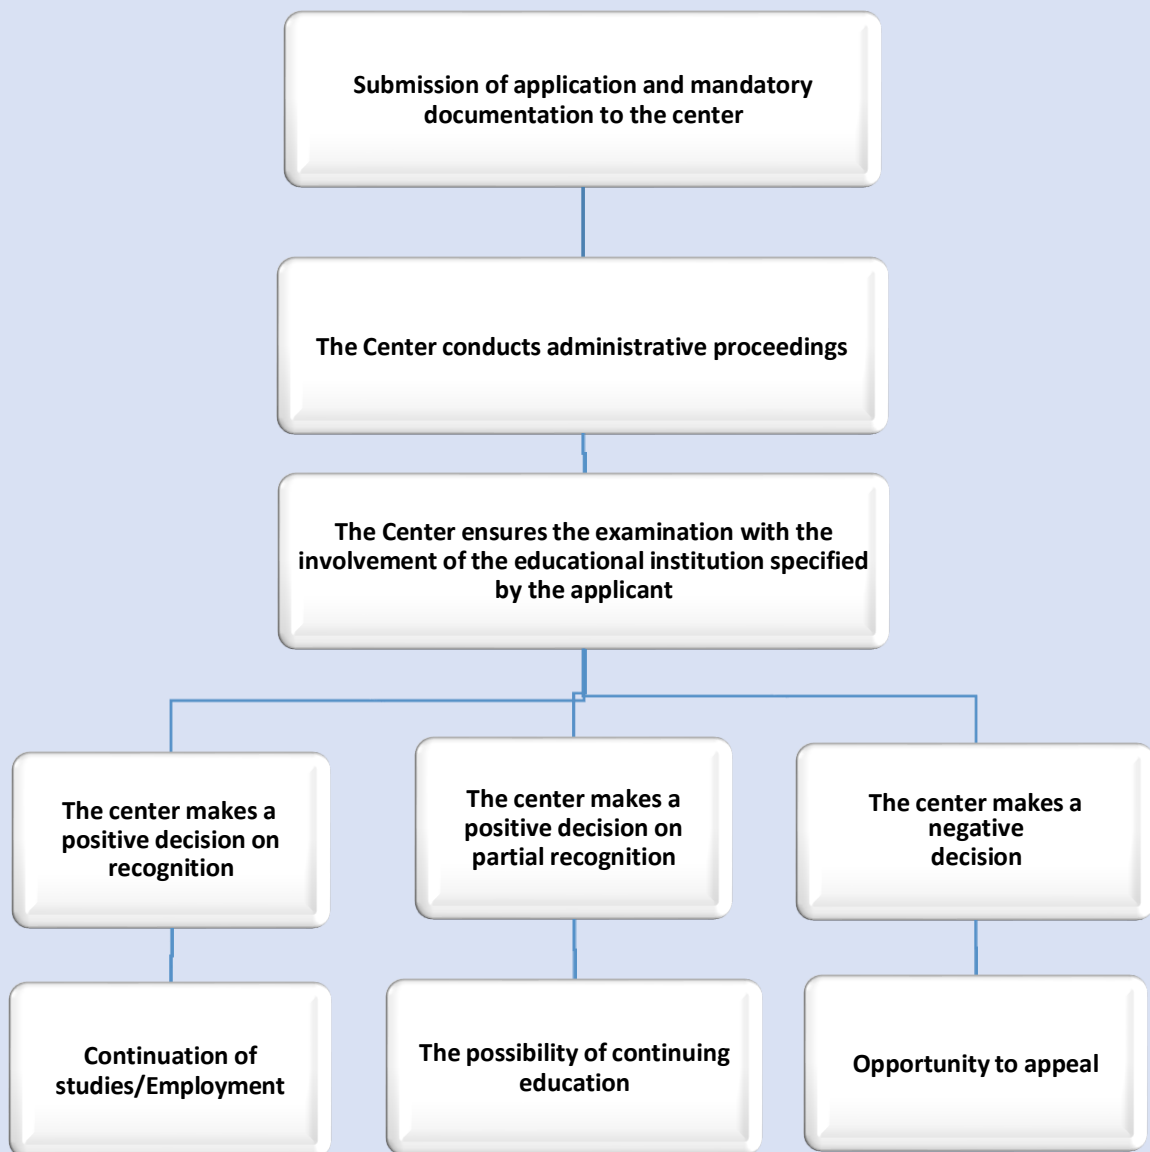 Submission of application and mandatory
documentation to the center
The Center conducts administrative proceedings
The Center ensures the examination with the
involvement of the educational institution specified
by the applicant
The center makes a
positive decision on
recognition
The center makes a
positive decision on
partial recognition
The center makes a
negative
decision
Continuation of
studies/Employment
The possibility of continuing
education
Opportunity to appeal